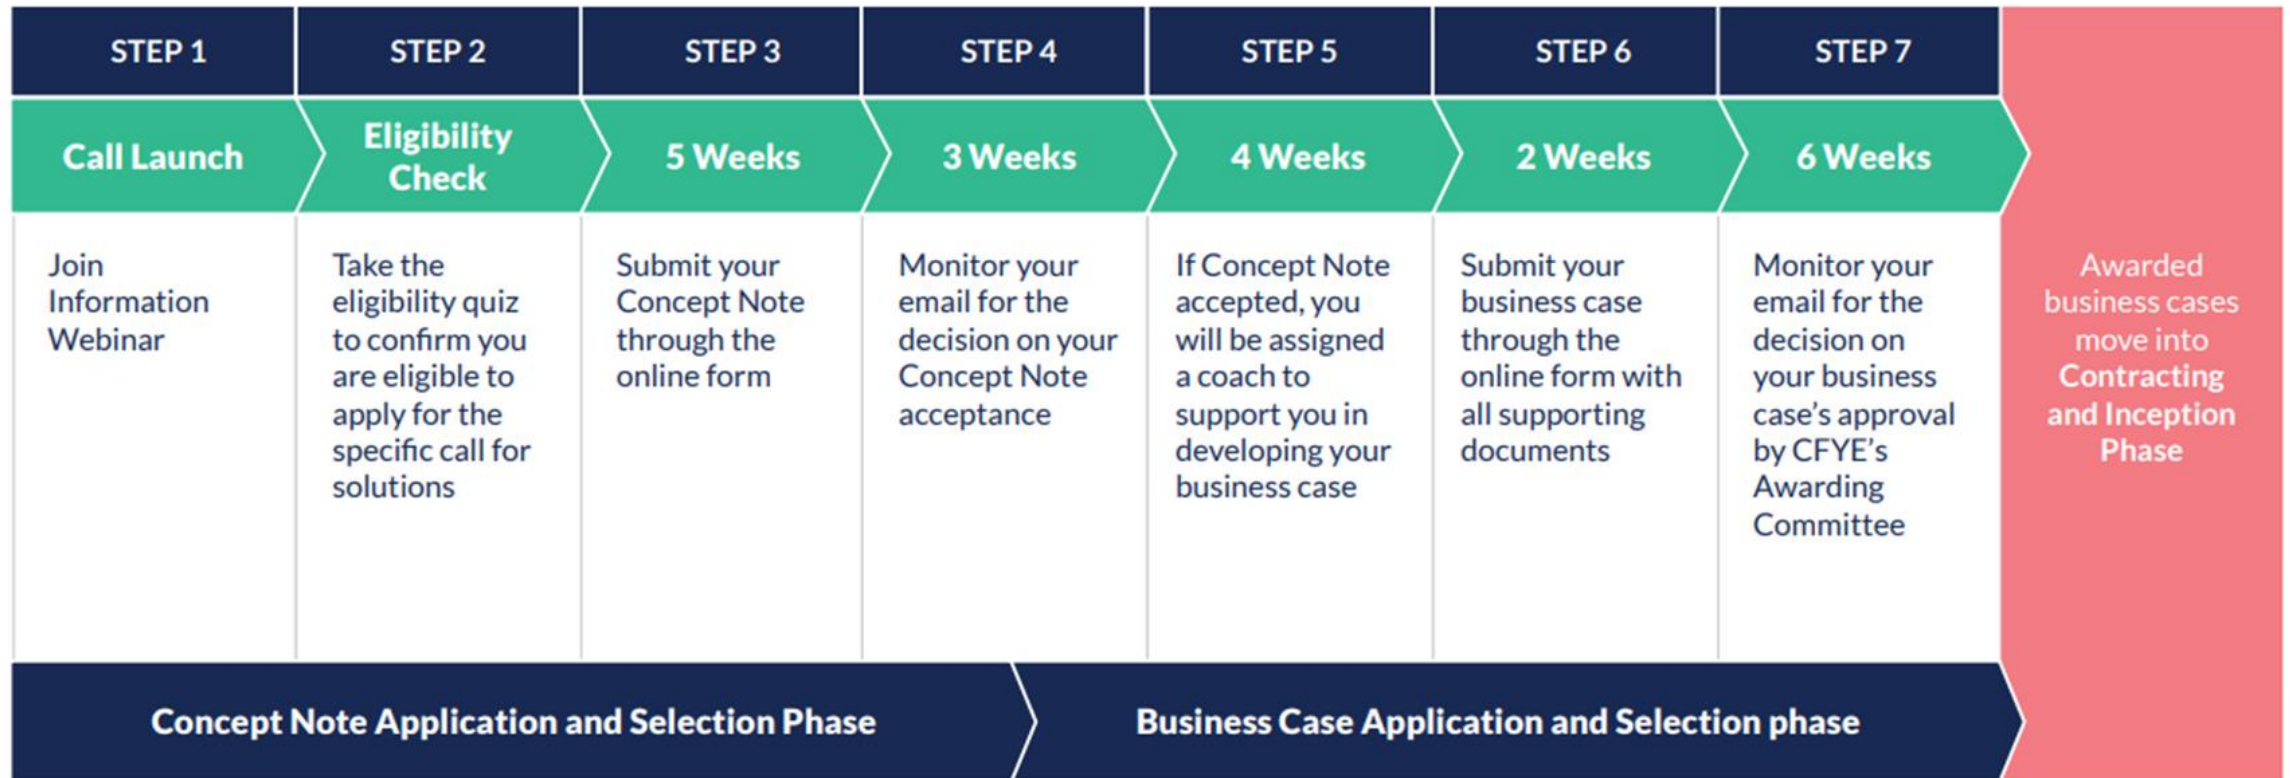 STEP 1
STEP 2
STEP 3
STEP 4
STEP 5
STEP 6
STEP 7
Call Launch
Eligibility
Check
5 Weeks
3 Weeks
4 Weeks
2 Weeks
6 Weeks
Join
Information
Webinar
Take the
eligibility quiz
to confirm you
are eligible to
apply for the
specific call for
solutions
Submit your
Concept Note
through the
online form
Monitor your
email for the
decision on your
Concept Note
acceptance
If Concept Note
accepted, you
will be assigned
a coach to
support you in
developing your
business case
Submit your
business case
through the
online form with
all supporting
documents
Monitor your
email for the
decision on
your business
case’s approval
by CFYE’s
Awarding
Committee
Awarded
business cases
move into
Contracting
and Inception
Phase
Concept Note Application and Selection Phase
Business Case Application and Selection phase